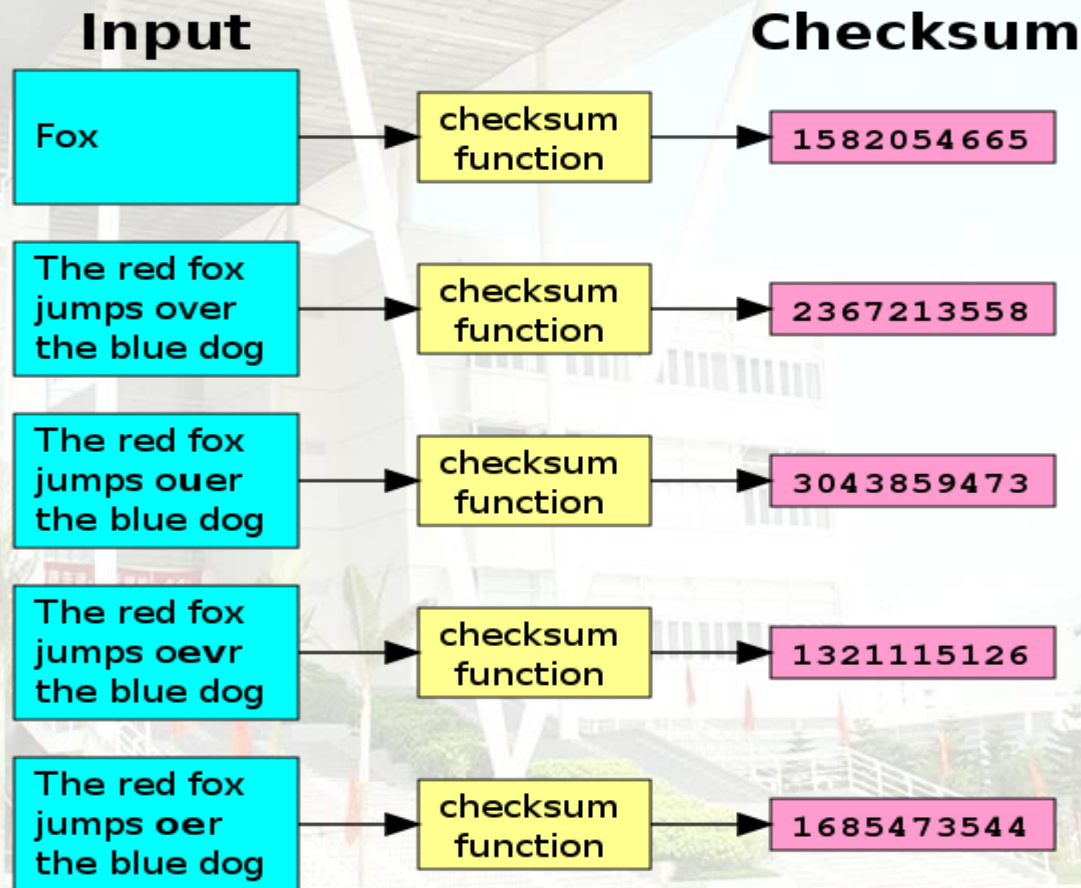 Input
Checksum
Fox
checksum
function
1582054665
The red fox
jumps over
the blue dog
checksum
function
2367213558
The red fox
jumps ouer
the blue dog
checksum
function
3043859473
The red fox
jumps oevr
the blue dog
checksum
function
1321115126
The red fox
jumps oer
the blue dog
checksum
function
1685473544